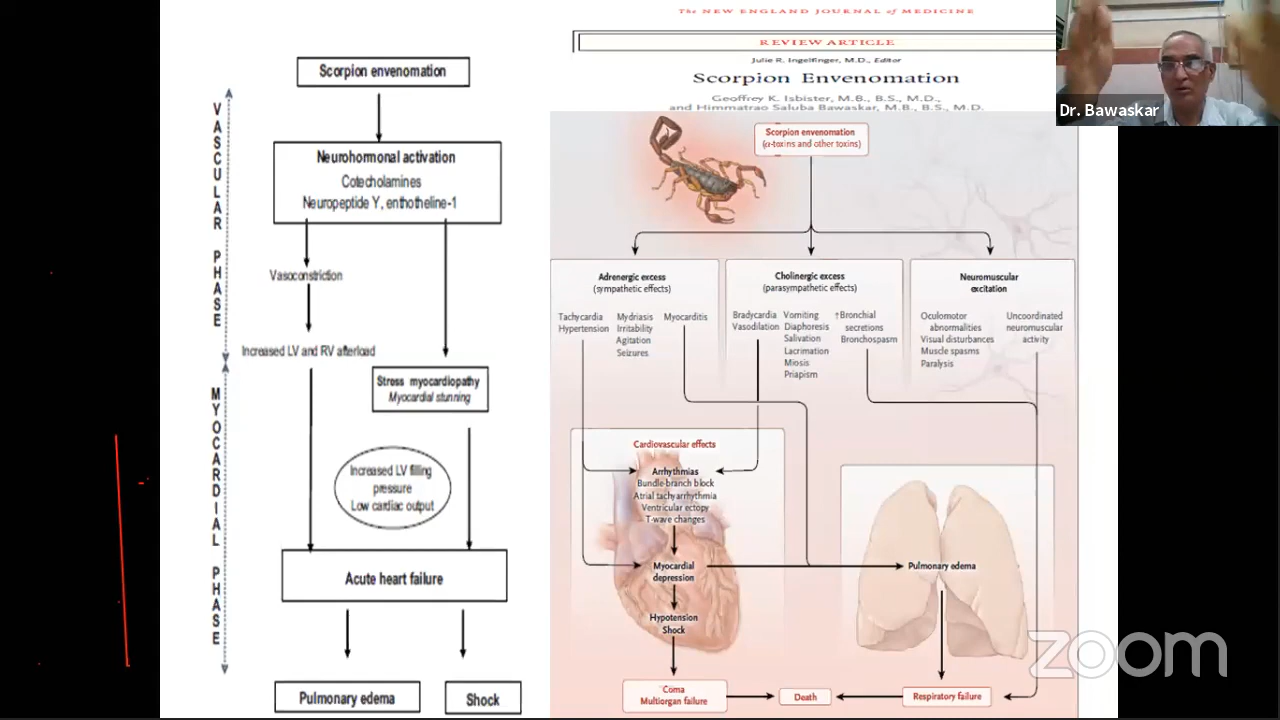 Scorpion envenomation
VASCULAR PHASE
Neurohormonal activation
Cotecholamines
Neuropeptide Y, enthotheline-1
Vasoconstriction
Increased LV and RV afterload
MYOCARDIAL PHASE
Stress myocardiopathy
Myocardial stunning
Increased LV filling
pressure
Low cardiac output
Acute heart failure
Pulmonary edema
Shock
The NEW ENGLAND JOURNAL of MEDICINE
REVIEW ARTICLE
Julie R. Ingelfinger, M.D., Editor
Scorpion Envenomation
Geoffrey K. Isbister, M.B., B.S., M.D.,
and Himmatrao Saluba Bawaskar, M.B., B.S., M.D.
Scorpion envenomation
(α-toxins and other toxins)
Adrenergic excess
(sympathetic effects)
Tachycardia
Hypertension
Mydriasis
Irritability
Agitation
Seizures
Myocarditis
Cholinergic excess
(parasympathetic effects)
Bradycardia
Vasodilation
Vomiting
Diaphoresis
Salivation
Lacrimation
Miosis
Priapism
↑Bronchial
secretions
Bronchospasm
Neuromuscular
excitation
Oculomotor
abnormalities
Visual disturbances
Muscle spasms
Paralysis
Uncoordinated
neuromuscular
activity
Cardiovascular effects
Arrhythmias
Bundle branch block
Atrial tachyarrhythmia
Ventricular ectopy
T-wave changes
Myocardial
depression
Hypotension
Shock
Coma
Multiorgan failure
Death
Pulmonary edema
Respiratory failure
Dr. Bawaskar
zoom